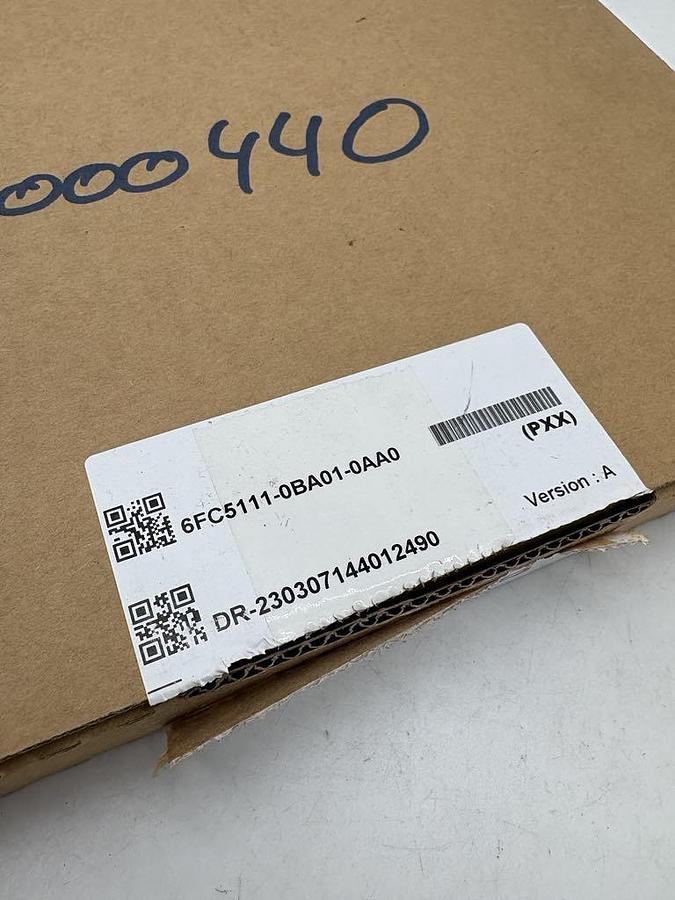 000440
6FC5111-0BA01-0AA0
(PXX)
Version : A
DR-230307144012490